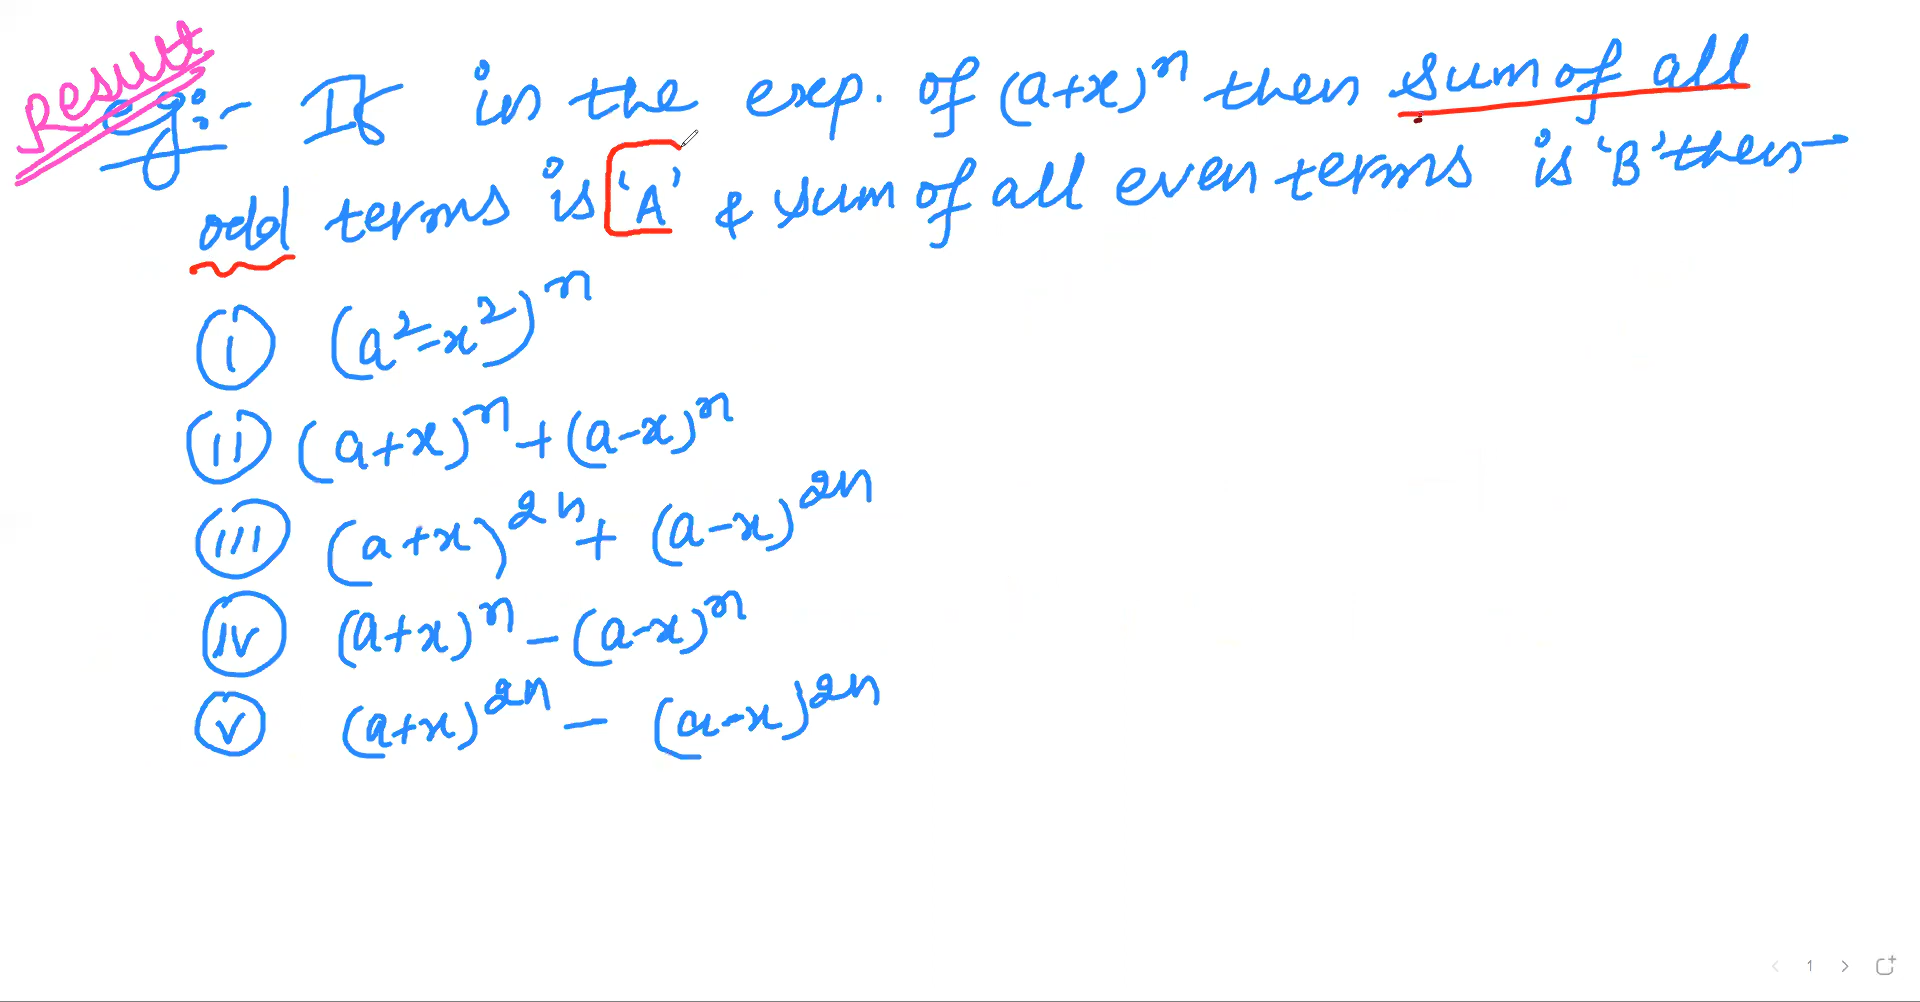 Result
eg:- If in the exp. of (a+x)^n then sum of all
odd terms is 'A' & sum of all even terms is 'B' then
(i) (a²-x²)^n
(ii) (a+x)^n + (a-x)^n
(iii) (a+x)^2n + (a-x)^2n
(iv) (a+x)^n - (a-x)^n
(v) (a+x)^2n - (a-x)^2n
1